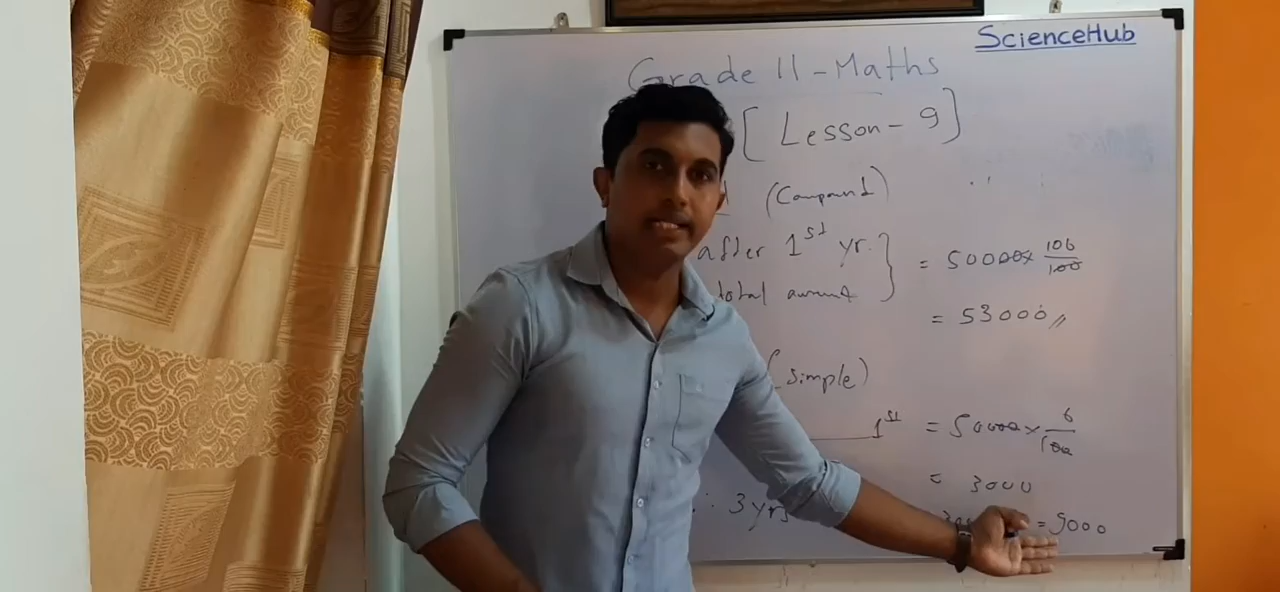 ScienceHub
Grade 11 - Maths
[Lesson - 9]
(Compound)
after 1st yr. } = 50000 × 106/100
total amount
= 53000 //
(simple)
1st = 50000 × 6/100
= 3000
∴ 3 yrs = 9000